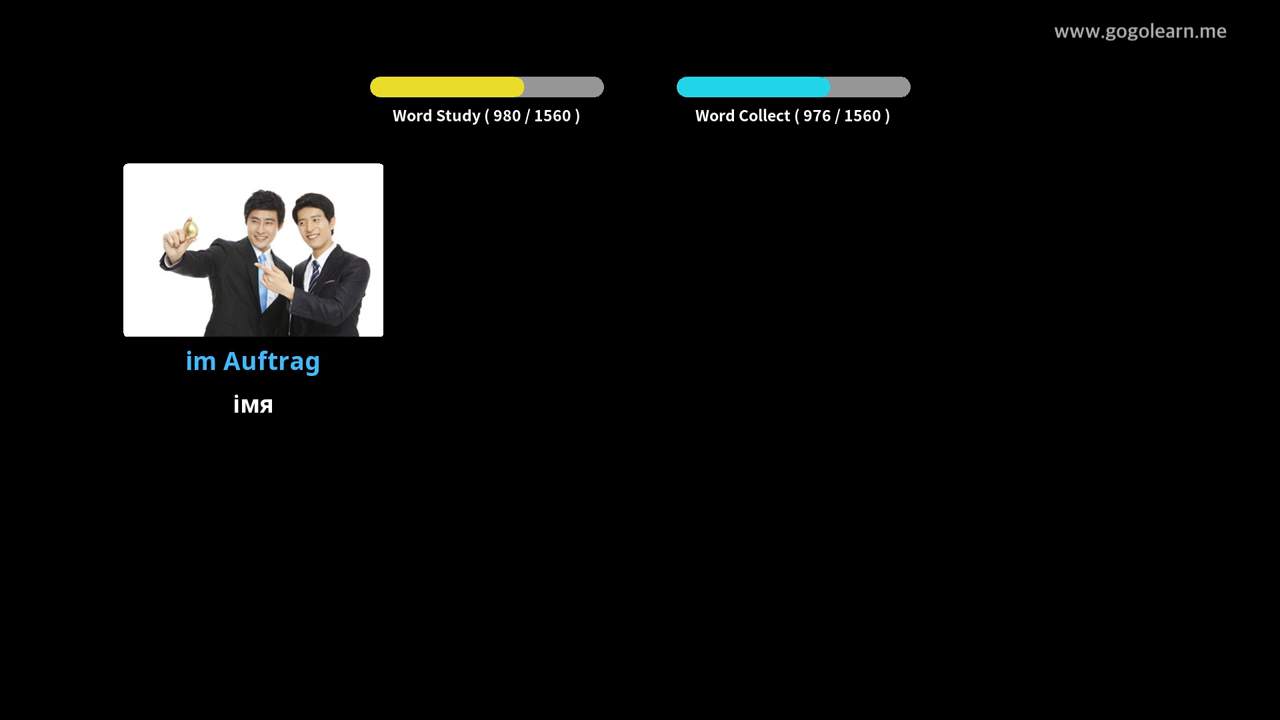 www.gogolearn.me
Word Study ( 980 / 1560 )
Word Collect ( 976 / 1560 )
im Auftrag
імя